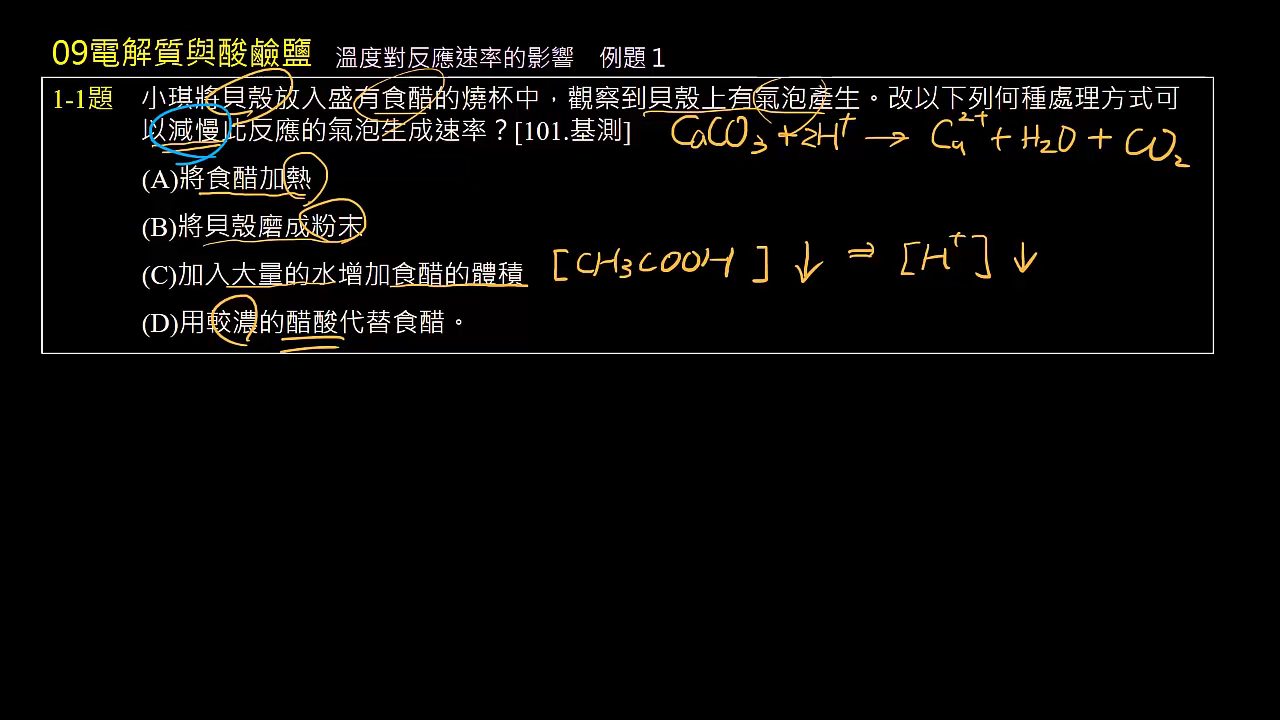 09電解質與酸鹼鹽 溫度對反應速率的影響 例題1
1-1題 小琪將貝殼放入盛有食醋的燒杯中，觀察到貝殼上有氣泡產生。改以下列何種處理方式可
以減慢此反應的氣泡生成速率？[101.基測]
CaCO₃ + 2H⁺ → Ca²⁺ + H₂O + CO₂
(A)將食醋加熱
(B)將貝殼磨成粉末
(C)加入大量的水增加食醋的體積 [CH₃COOH]↓ ⇒ [H⁺]↓
(D)用較濃的醋酸代替食醋。